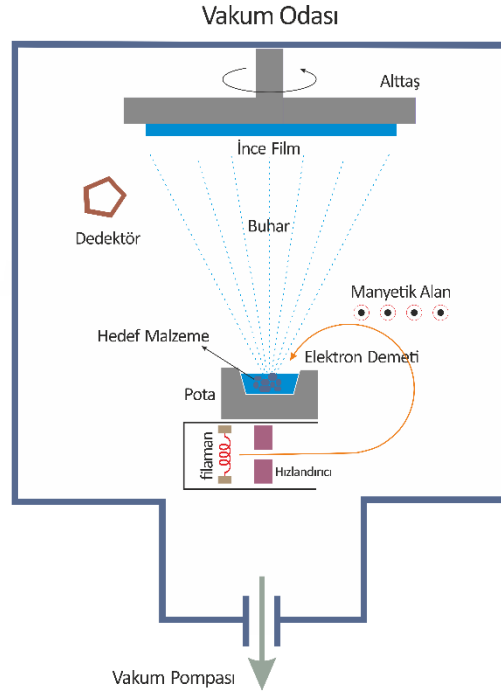 Vakum Odası
Alttaş
İnce Film
Dedektör
Buhar
Manyetik Alan
Hedef Malzeme
Elektron Demeti
Pota
filaman
Hızlandırıcı
Vakum Pompası